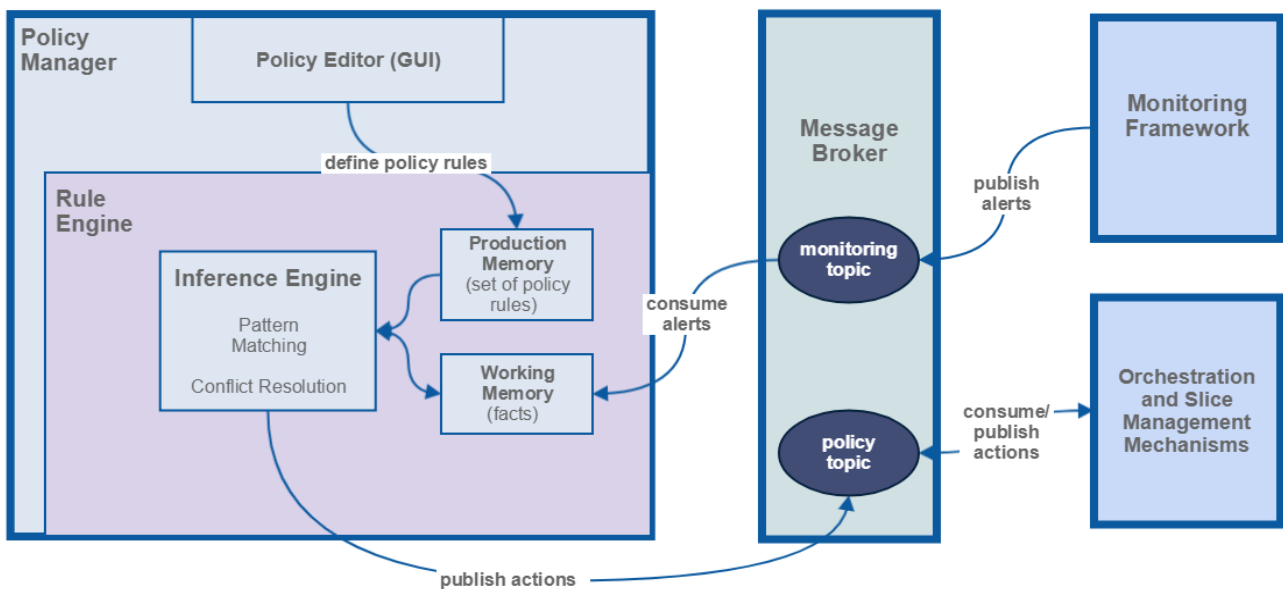 Policy
Manager
Policy Editor (GUI)
define policy rules
Rule
Engine
Production
Memory
(set of policy
rules)
Inference Engine
Pattern
Matching
Conflict Resolution
Working
Memory
(facts)
publish actions
consume
alerts
Message
Broker
monitoring
topic
policy
topic
publish
alerts
consume/
publish
actions
Monitoring
Framework
Orchestration
and Slice
Management
Mechanisms